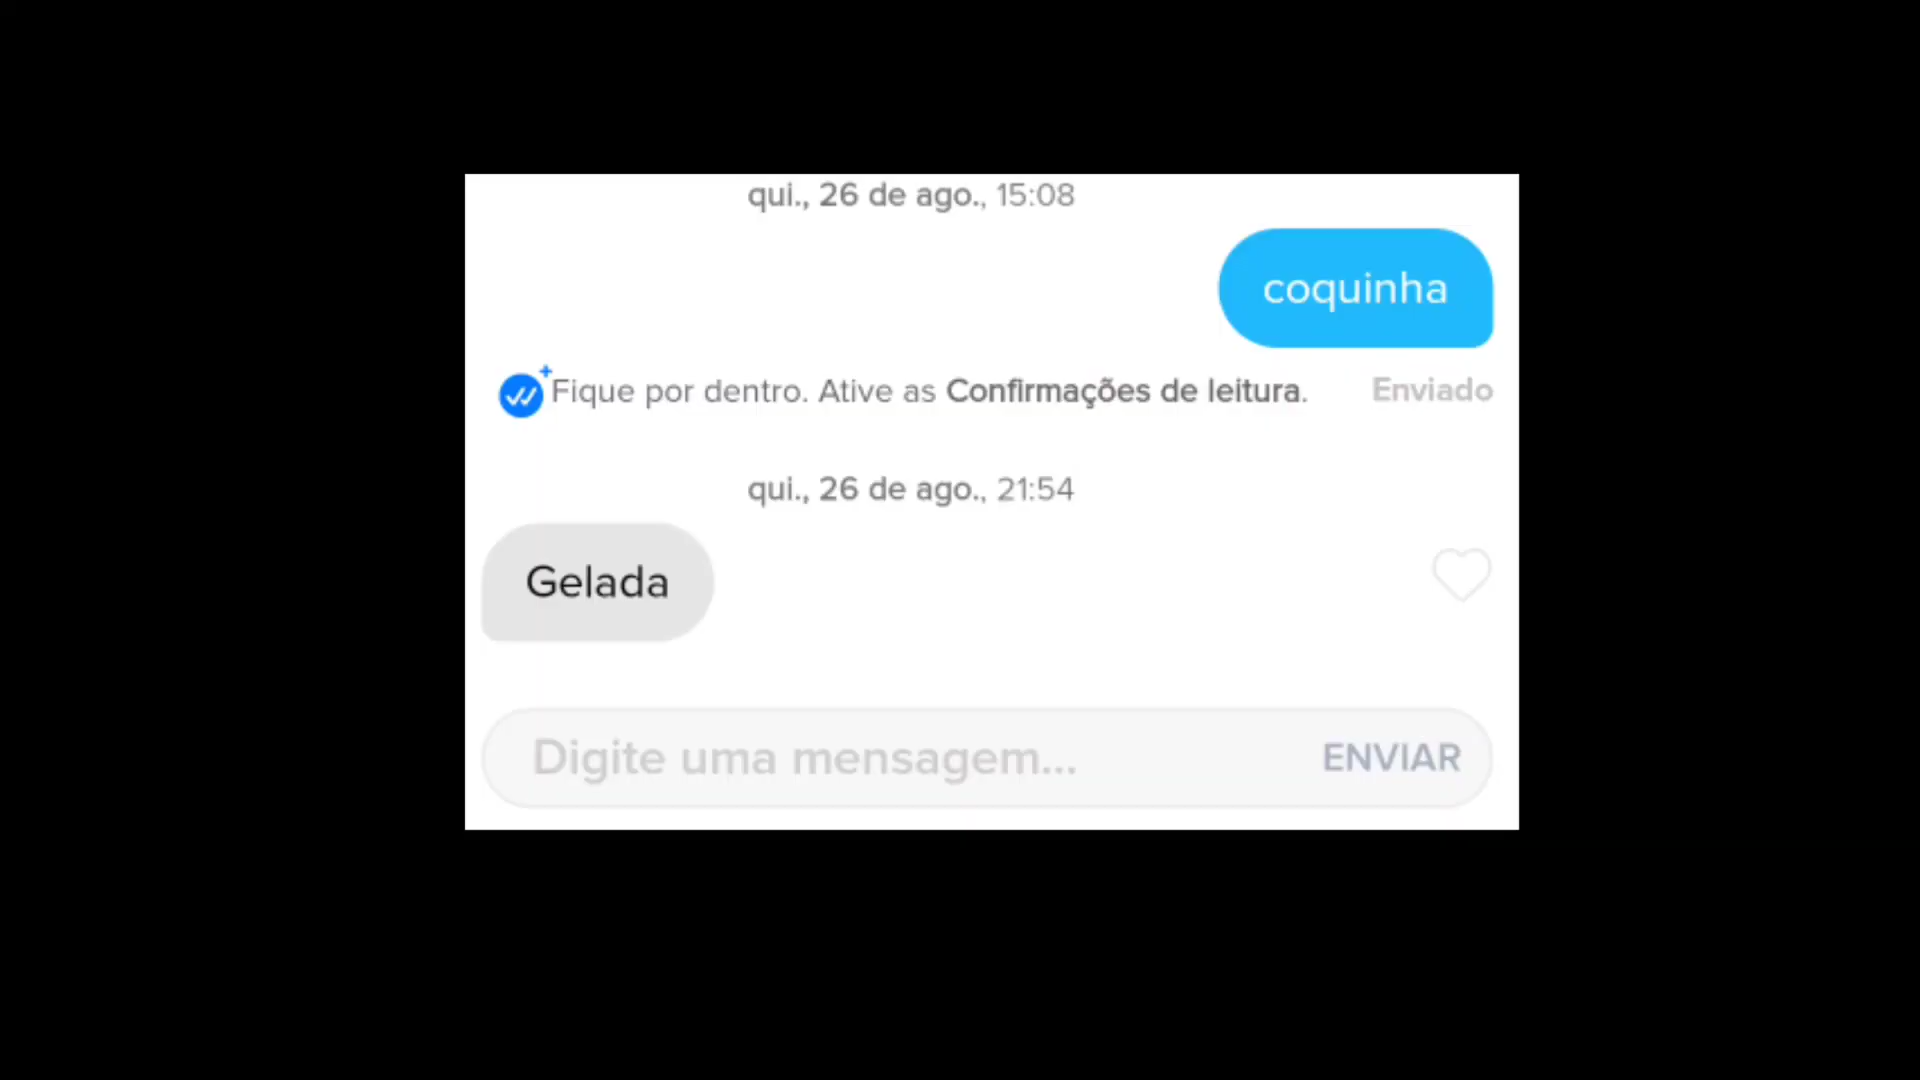 qui., 26 de ago., 15:08
coquinha
Fique por dentro. Ative as Confirmações de leitura. Enviado
qui., 26 de ago., 21:54
Gelada
Digite uma mensagem... ENVIAR